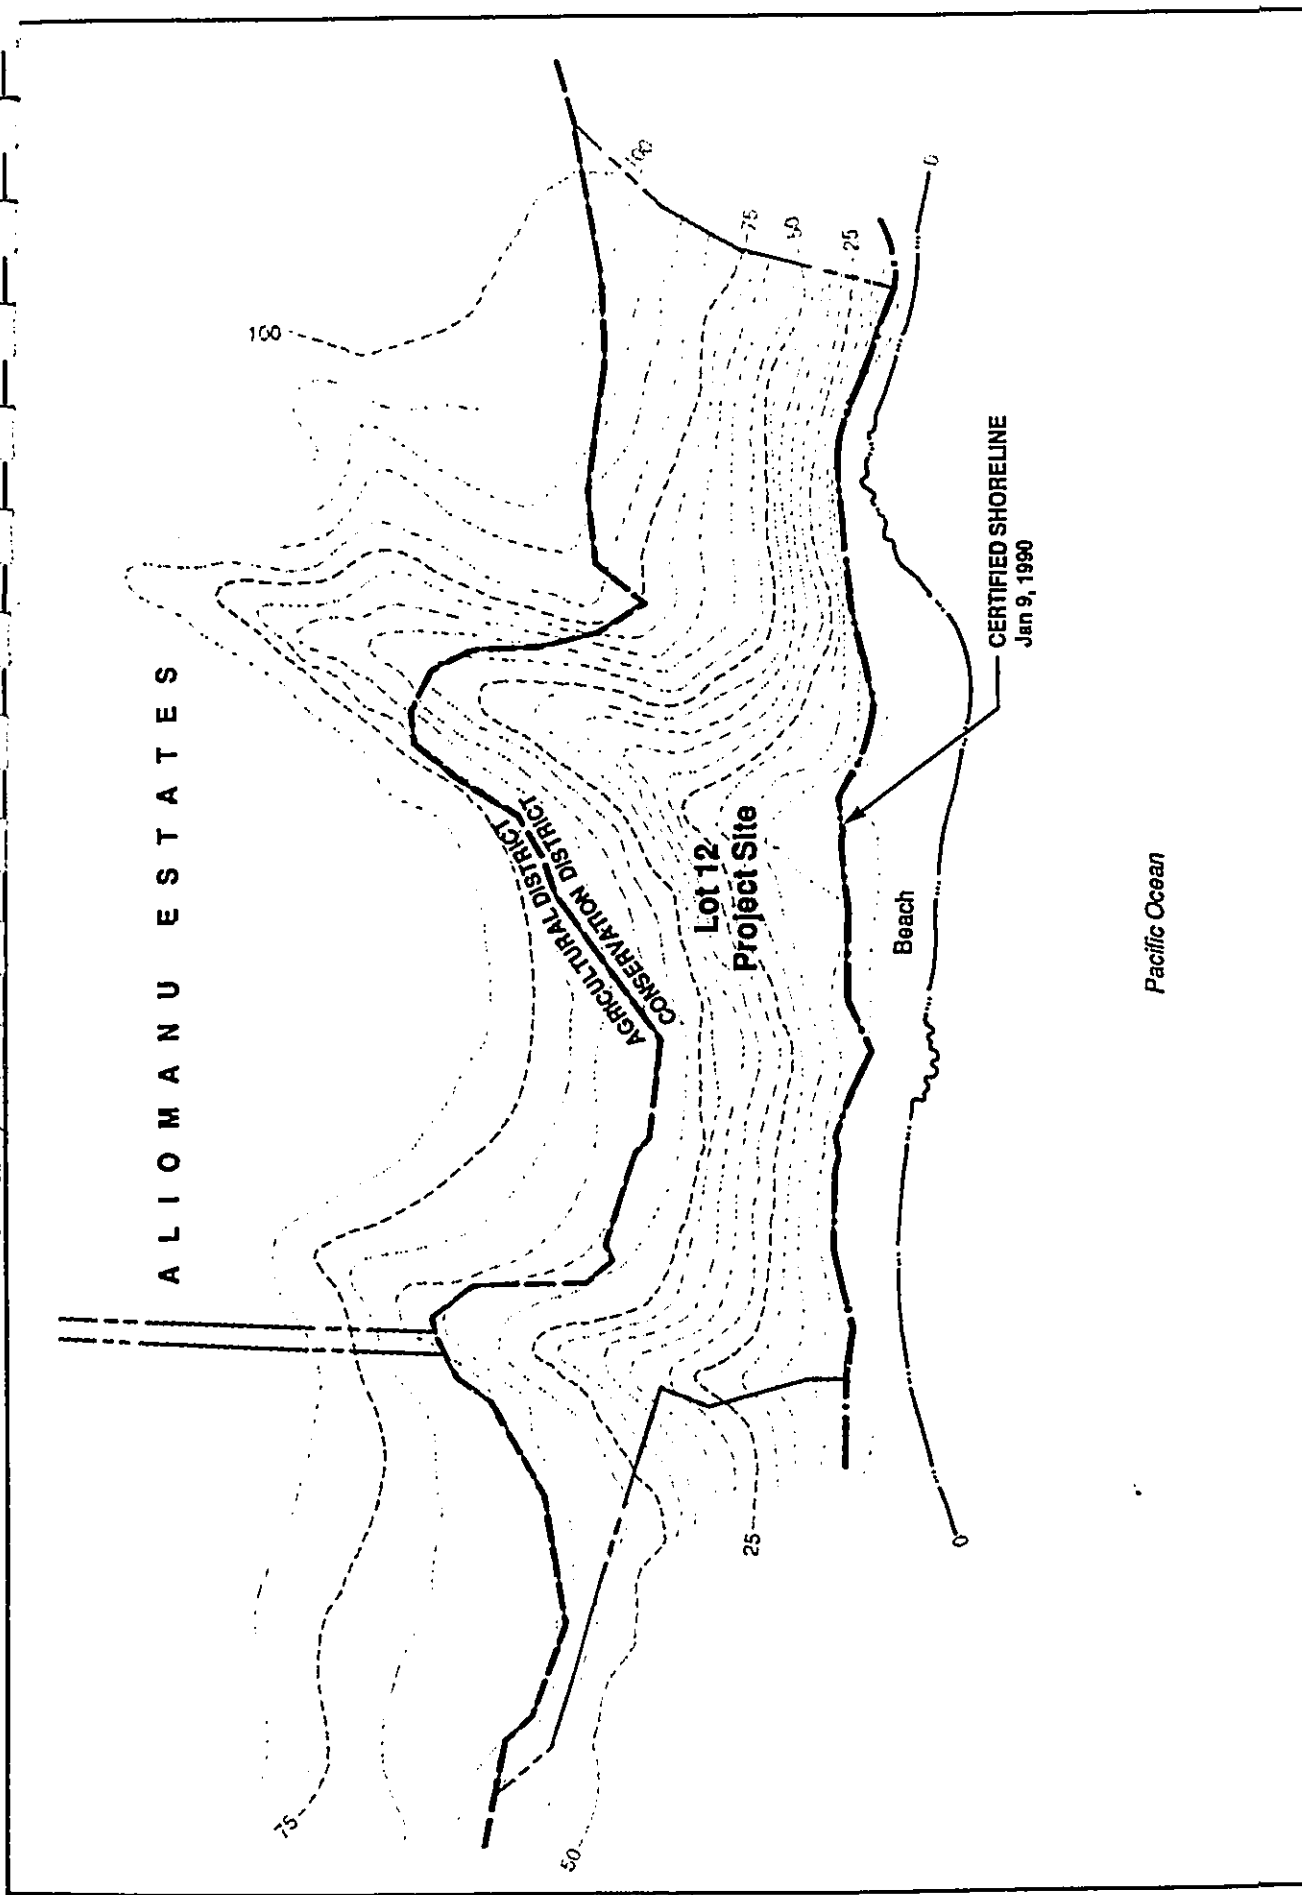 ALIOMANU ESTATES
100
100
75
50
25
0
AGRICULTURAL DISTRICT
CONSERVATION DISTRICT
Lot 12
Project Site
CERTIFIED SHORELINE
Jan 9, 1990
Beach
Pacific Ocean
75
50
25
0